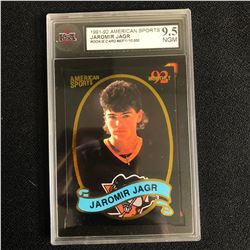 1991-92 AMERICAN SPORTS
JAROMIR JAGR
9.5
NGM
AMERICAN
SPORTS
92
JAROMIR JAGR